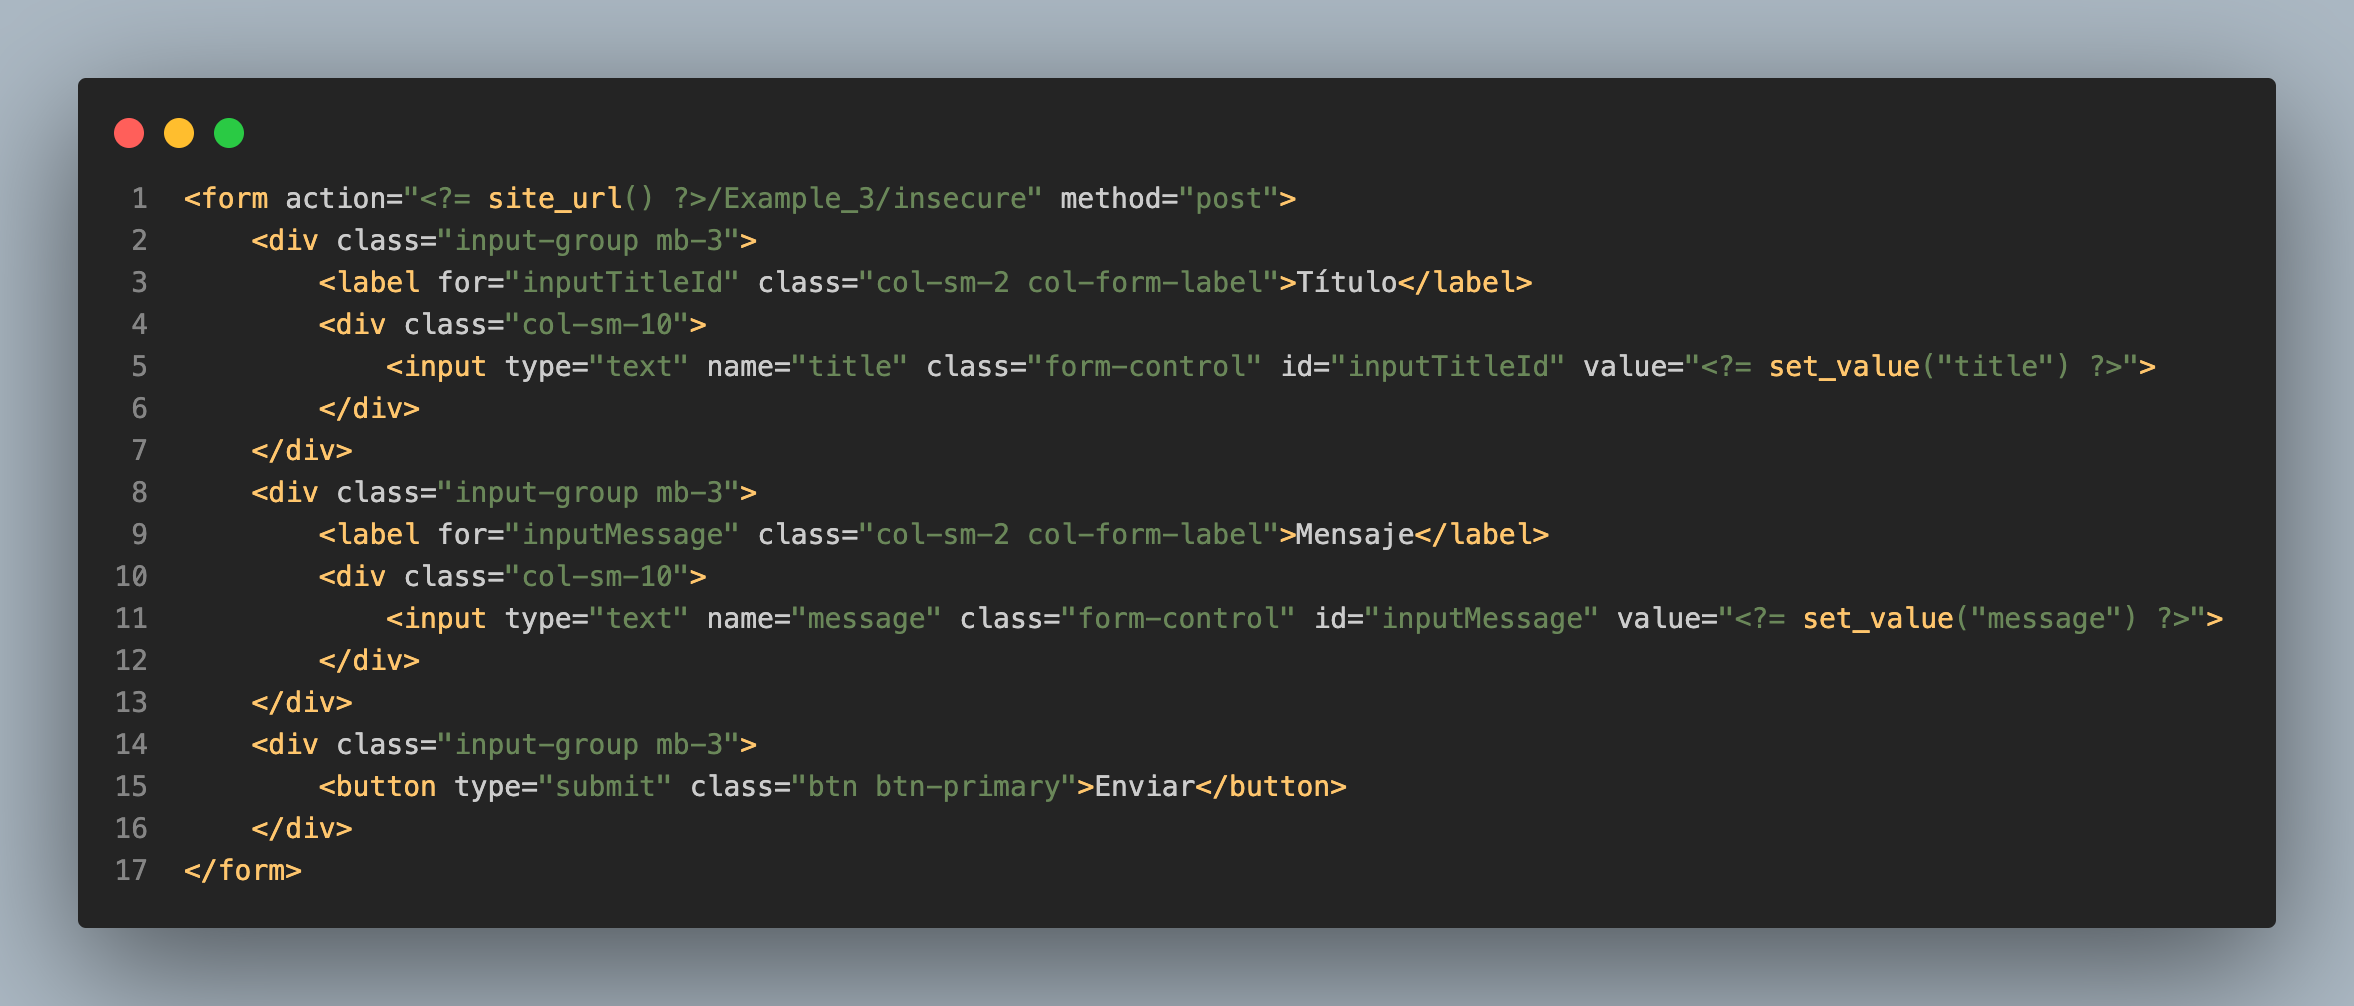 1 <form action="<?= site_url() ?>/Example_3/insecure" method="post">
2     <div class="input-group mb-3">
3         <label for="inputTitleId" class="col-sm-2 col-form-label">Título</label>
4         <div class="col-sm-10">
5             <input type="text" name="title" class="form-control" id="inputTitleId" value="<?= set_value("title") ?>">
6         </div>
7     </div>
8     <div class="input-group mb-3">
9         <label for="inputMessage" class="col-sm-2 col-form-label">Mensaje</label>
10         <div class="col-sm-10">
11             <input type="text" name="message" class="form-control" id="inputMessage" value="<?= set_value("message") ?>">
12         </div>
13     </div>
14     <div class="input-group mb-3">
15         <button type="submit" class="btn btn-primary">Enviar</button>
16     </div>
17 </form>